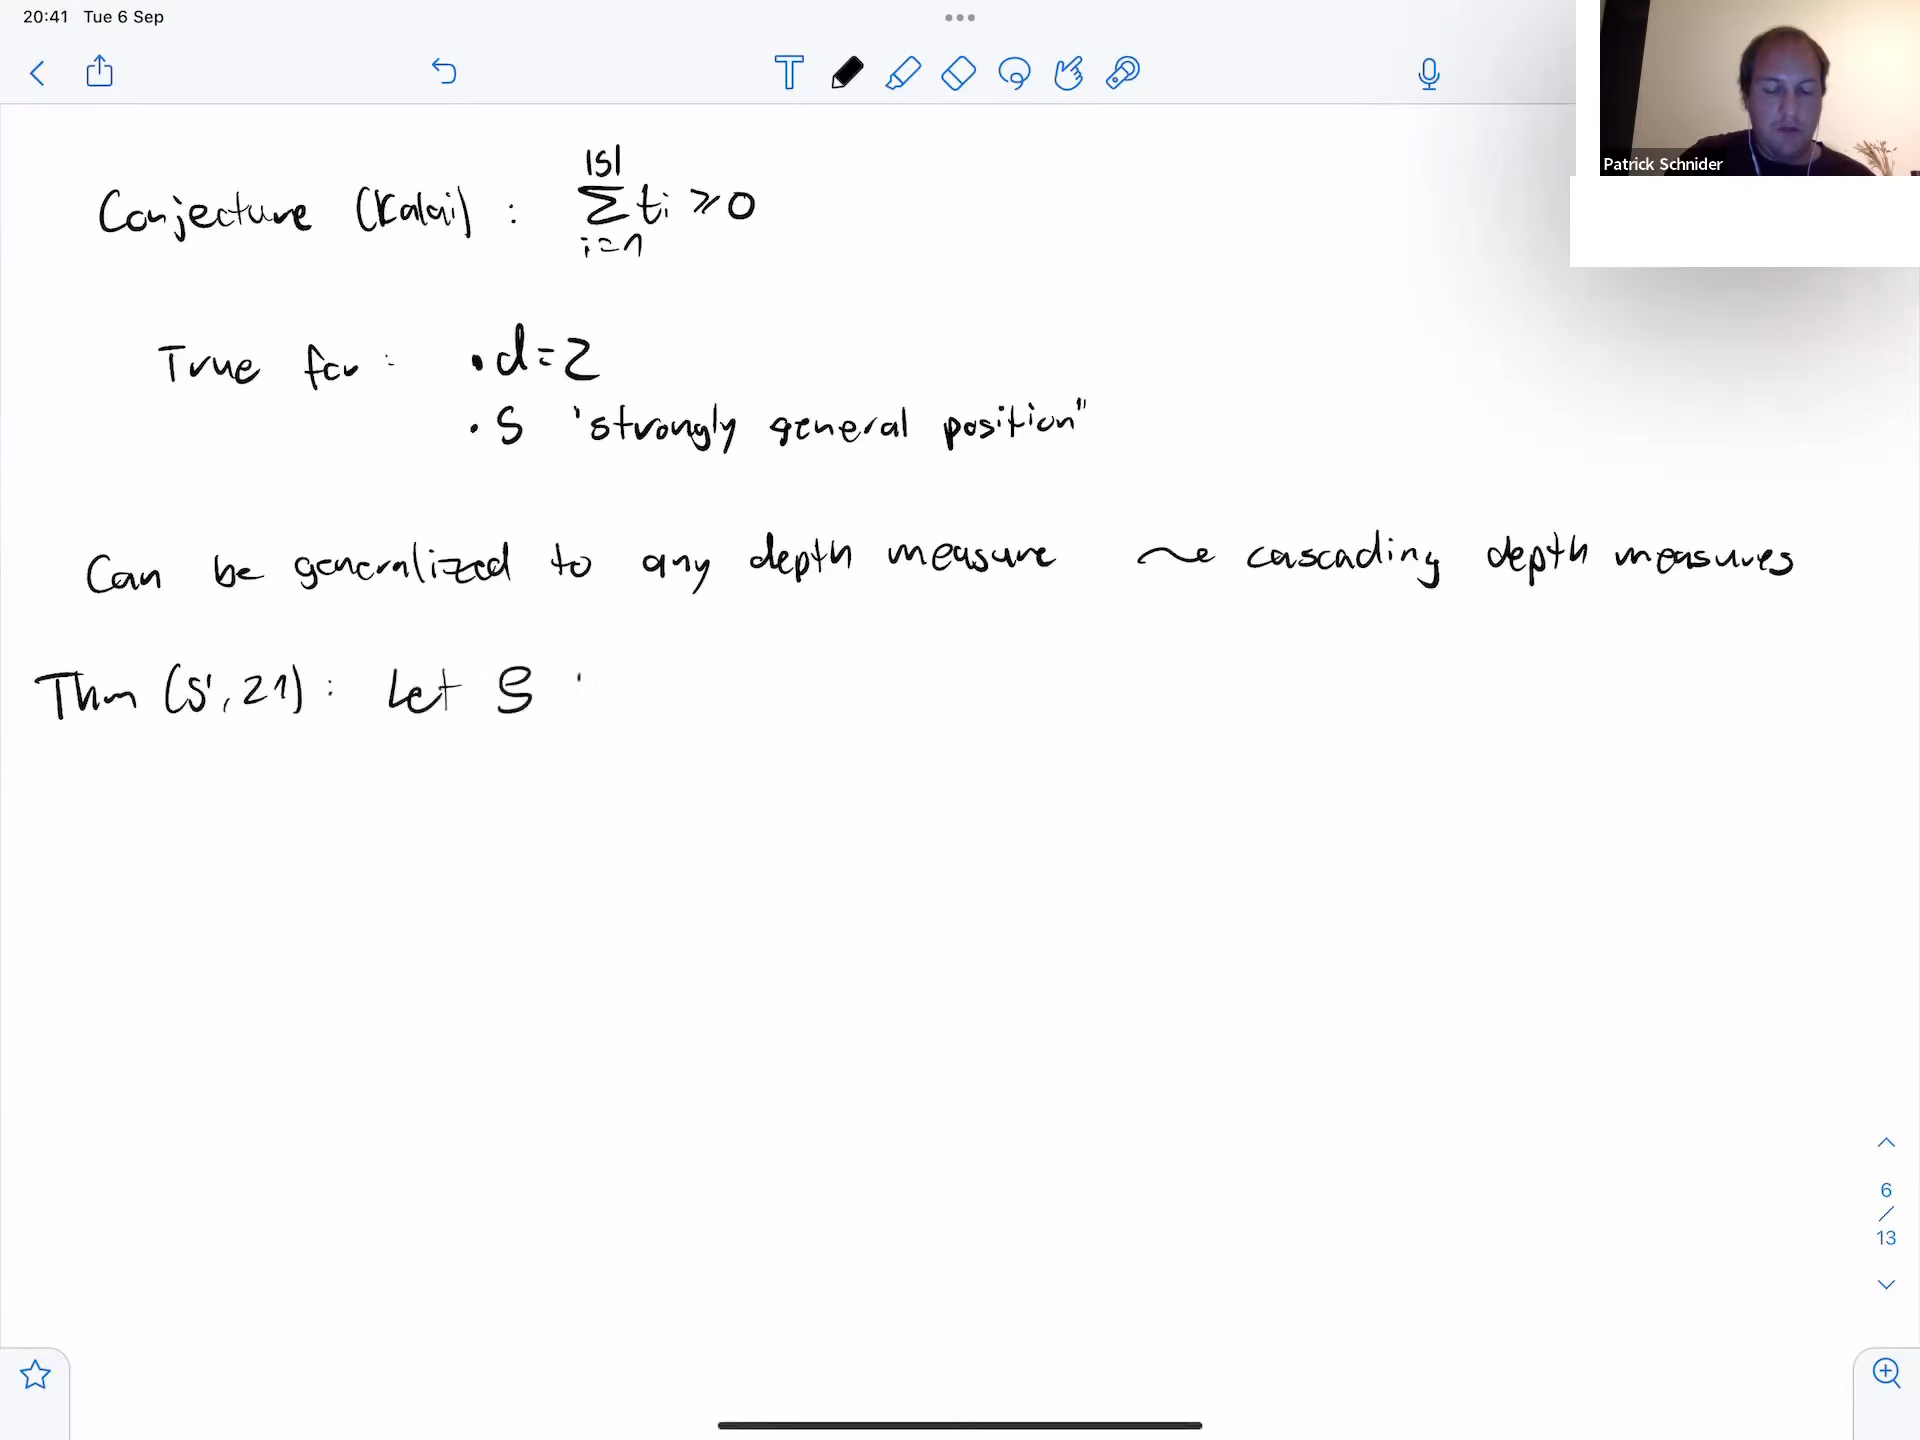 20:41 Tue 6 Sep
Patrick Schnider
Conjecture (Kalai) : |S| ∑ i=1 ti ≥ 0
True for : • d=2
• S "strongly general position"
Can be generalized to any depth measure ~ cascading depth measures
Thm (S', 21) : Let S
6
/
13